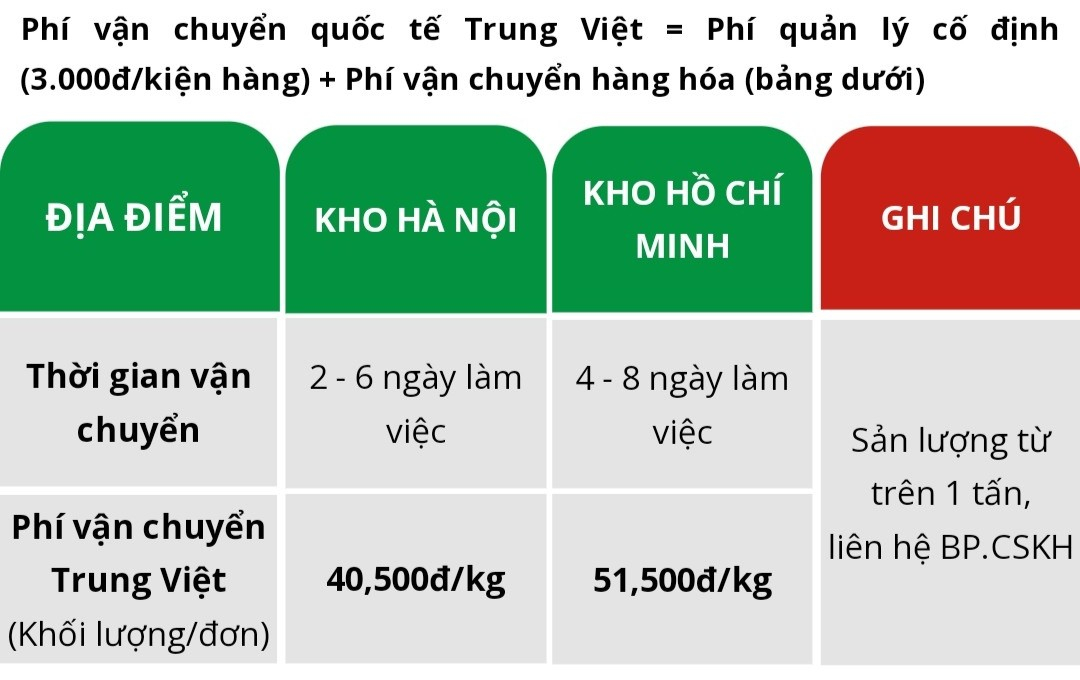 Phí vận chuyển quốc tế Trung Việt = Phí quản lý cố định
(3.000đ/kiện hàng) + Phí vận chuyển hàng hóa (bảng dưới)
ĐỊA ĐIỂM
KHO HÀ NỘI
KHO HỒ CHÍ
MINH
GHI CHÚ
Thời gian vận
chuyển
2 - 6 ngày làm
việc
4 - 8 ngày làm
việc
Sản lượng từ
trên 1 tấn,
liên hệ BP.CSKH
Phí vận chuyển
Trung Việt
(Khối lượng/đơn)
40,500đ/kg
51,500đ/kg